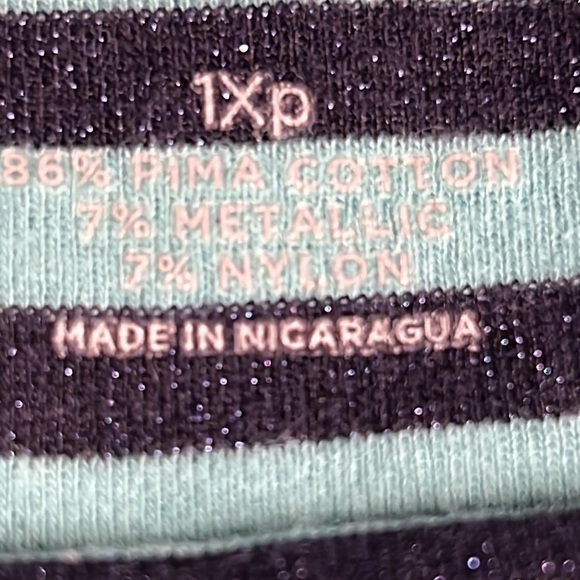 1Xp
86% PIMA COTTON
7% METALLIC
7% NYLON
MADE IN NICARAGUA